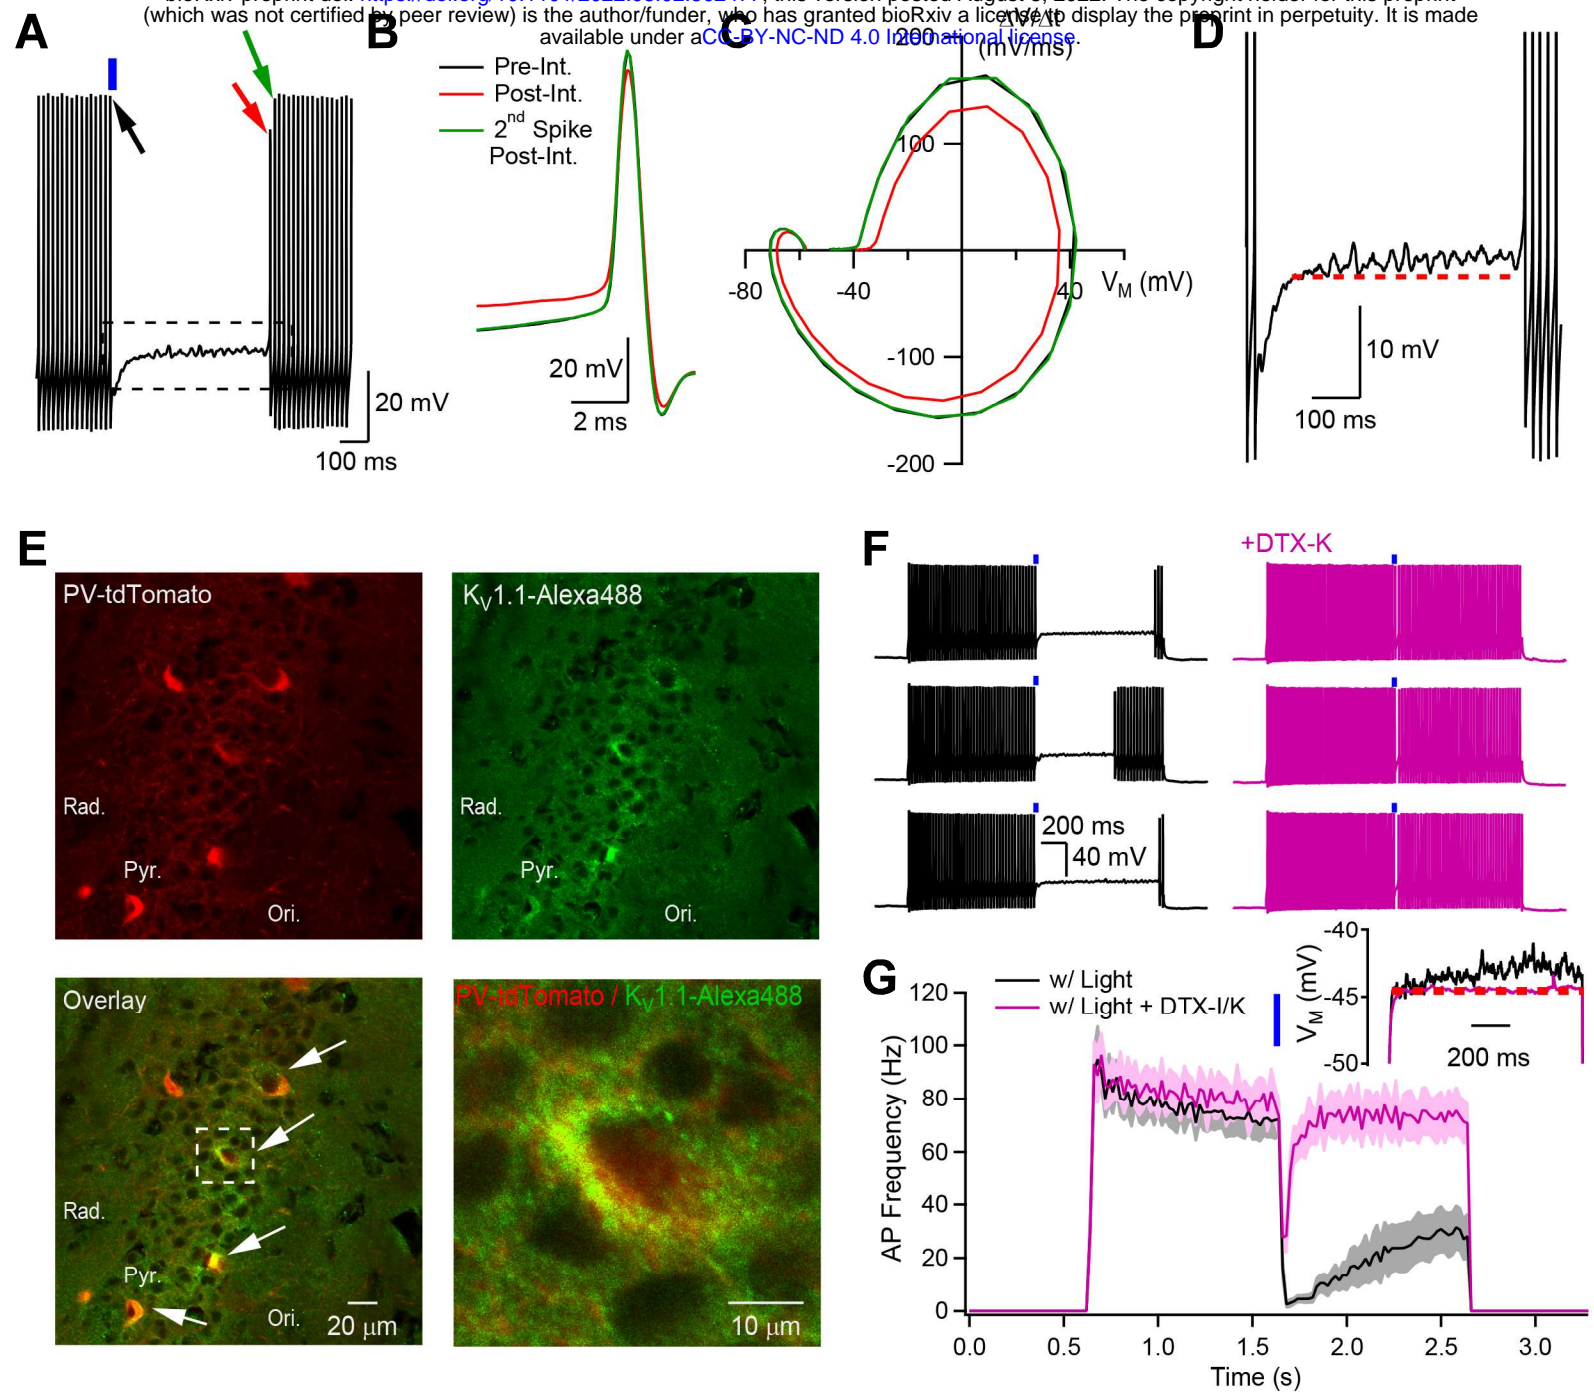 (which was not certified by peer review) is the author/funder, who has granted bioRxiv a license to display the preprint in perpetuity. It is made
available under aCC-BY-NC-ND 4.0 International license.
A
20 mV
100 ms
B
Pre-Int.
Post-Int.
2nd Spike
Post-Int.
20 mV
2 ms
C
ΔV/Δt
(mV/ms)
200
100
-80
-40
40
VM (mV)
-100
-200
D
10 mV
100 ms
E
PV-tdTomato
Rad.
Pyr.
Ori.
KV1.1-Alexa488
Rad.
Pyr.
Ori.
Overlay
Rad.
Pyr.
Ori.
20 μm
PV-tdTomato / KV1.1-Alexa488
10 μm
F
+DTX-K
200 ms
40 mV
G
w/ Light
w/ Light + DTX-I/K
AP Frequency (Hz)
120
100
80
60
40
20
0
0.0
0.5
1.0
1.5
2.0
2.5
3.0
Time (s)
VM (mV)
-40
-45
-50
200 ms